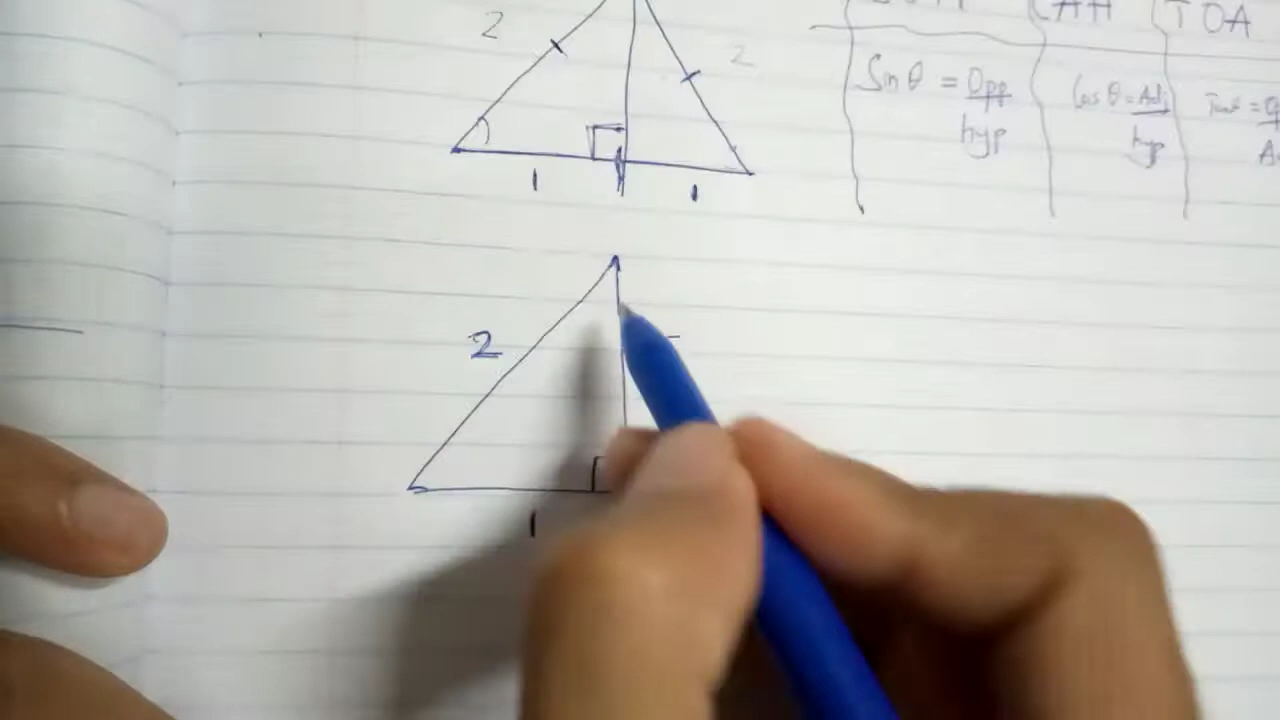 CAH TOA
2 2
Sin θ = Opp
hyp
Cos θ = Adj
hyp
1 1
2
1